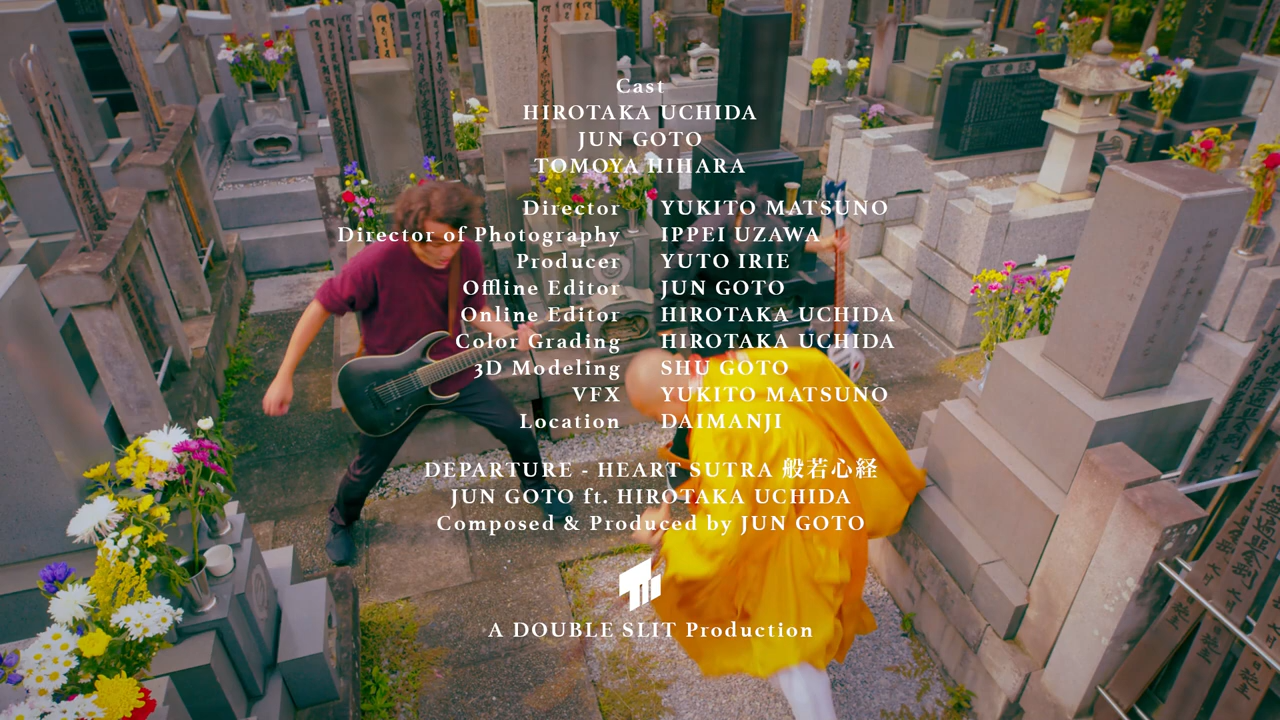 Cast
HIROTAKA UCHIDA
JUN GOTO
TOMOYA HIHARA
Director YUKITO MATSUNO
Director of Photography IPPEI UZAWA
Producer YUTO IRIE
Offline Editor JUN GOTO
Online Editor HIROTAKA UCHIDA
Color Grading HIROTAKA UCHIDA
3D Modeling SHU GOTO
VFX YUKITO MATSUNO
Location DAIMANJI
DEPARTURE - HEART SUTRA 般若心経
JUN GOTO ft. HIROTAKA UCHIDA
Composed & Produced by JUN GOTO
A DOUBLE SLIT Production